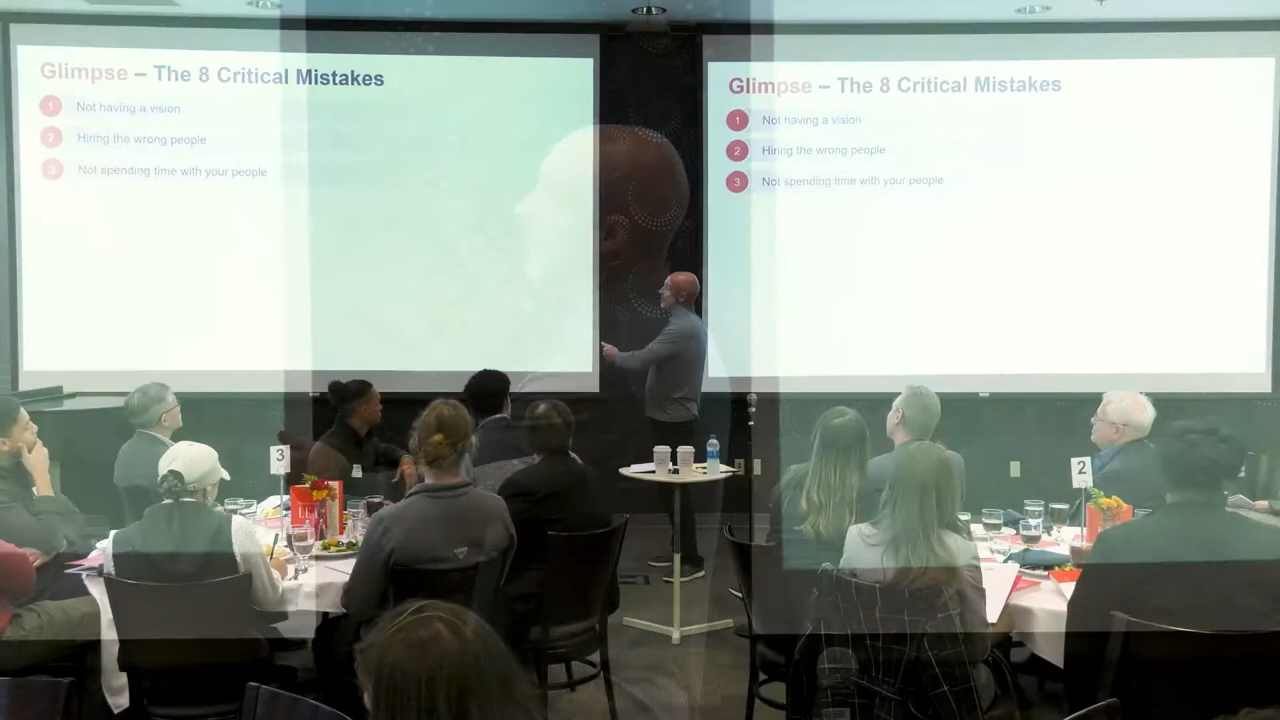 Glimpse – The 8 Critical Mistakes
1 Not having a vision
2 Hiring the wrong people
3 Not spending time with your people
Glimpse – The 8 Critical Mistakes
1 Not having a vision
2 Hiring the wrong people
3 Not spending time with your people
3
2